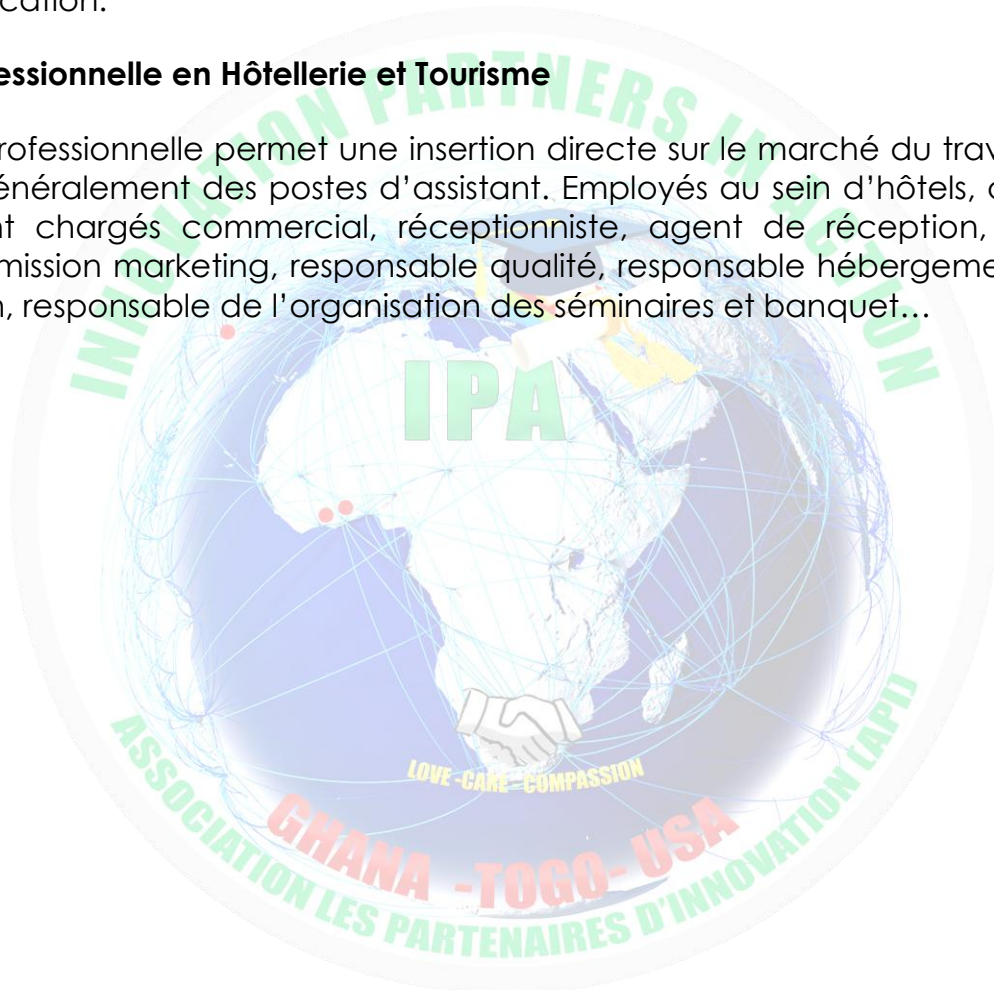 cation.
essionnelle en Hôtellerie et Tourisme
rofessionnelle permet une insertion directe sur le marché du trav
énéralement des postes d’assistant. Employés au sein d’hôtels,
nt chargés commercial, réceptionniste, agent de réception,
mission marketing, responsable qualité, responsable hébergeme
n, responsable de l’organisation des séminaires et banquet…
INNOVATION PARTNERS IN ACTION
IPA
LOVE -CARE -COMPASSION
GHANA -TOGO- USA
ASSOCIATION LES PARTENAIRES D'INNOVATION (APD